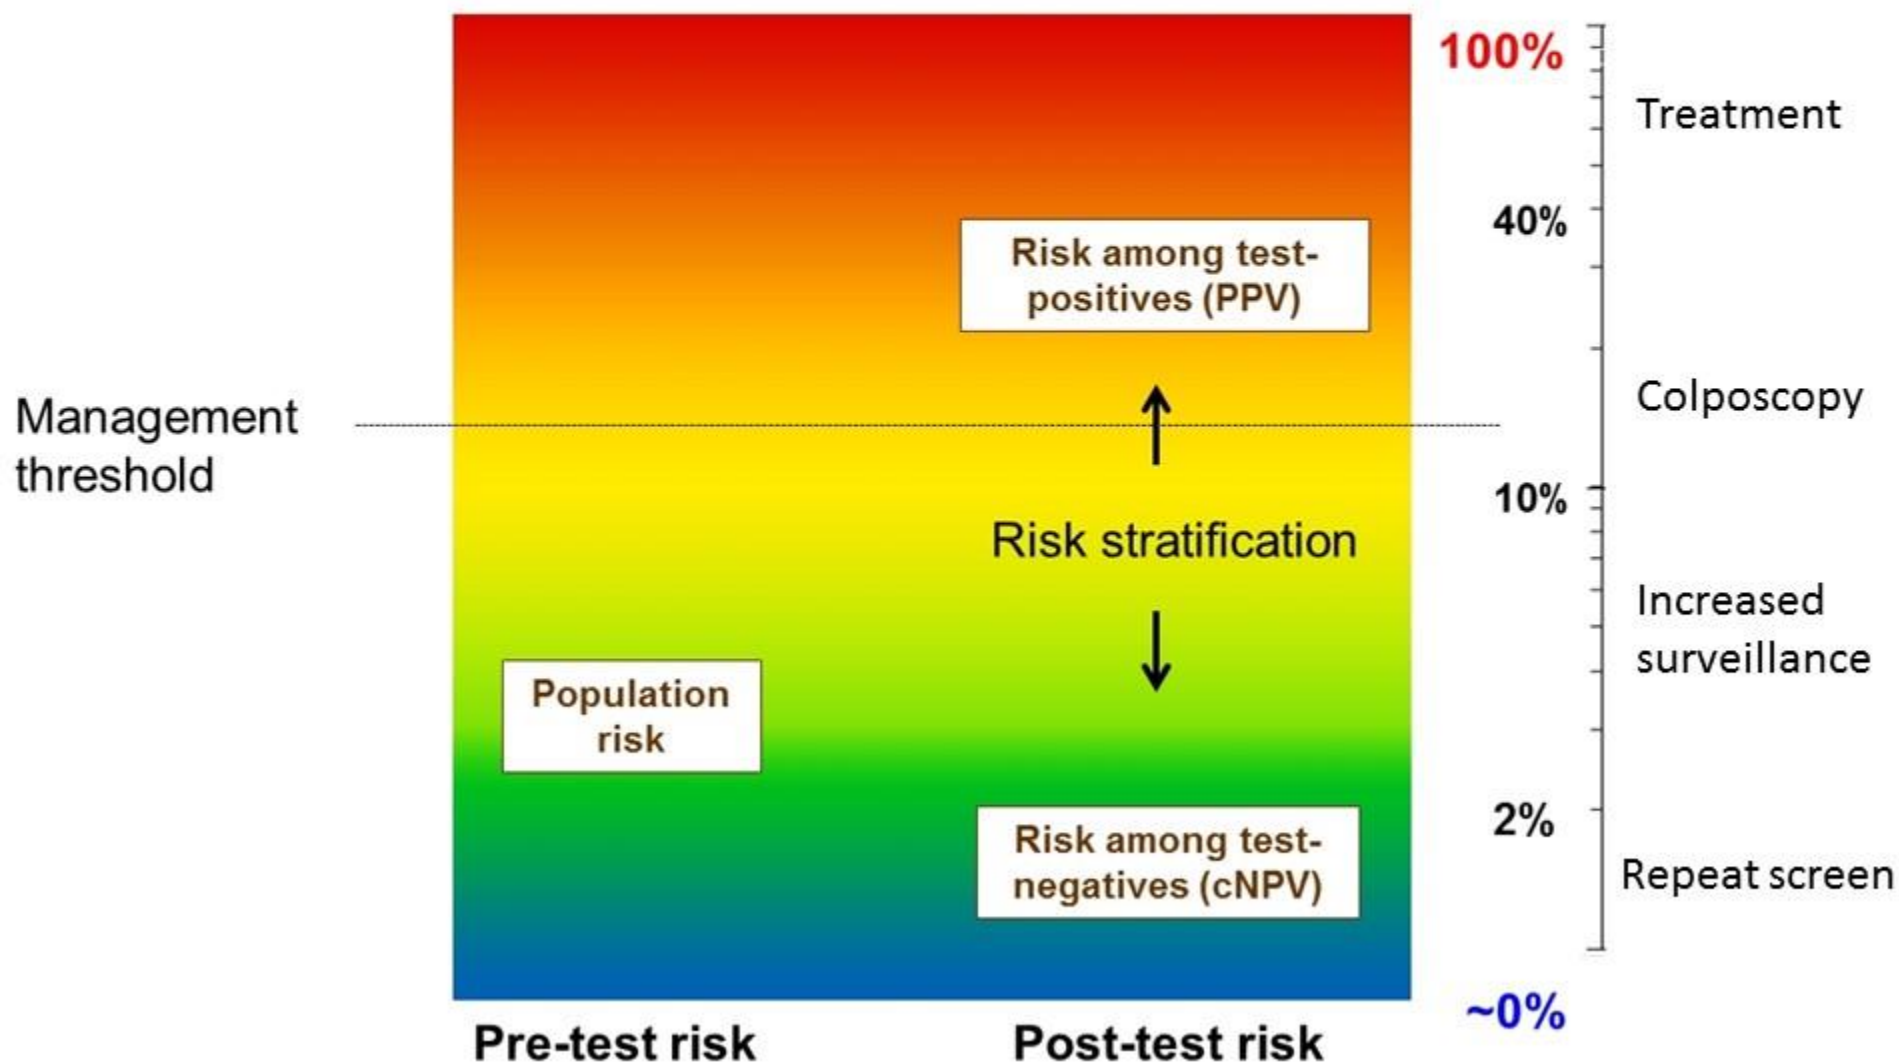 100%
Treatment
40%
Risk among test-
positives (PPV)
Management
threshold
Colposcopy
10%
Risk stratification
Increased
surveillance
Population
risk
2%
Risk among test-
negatives (cNPV)
Repeat screen
~0%
Pre-test risk
Post-test risk